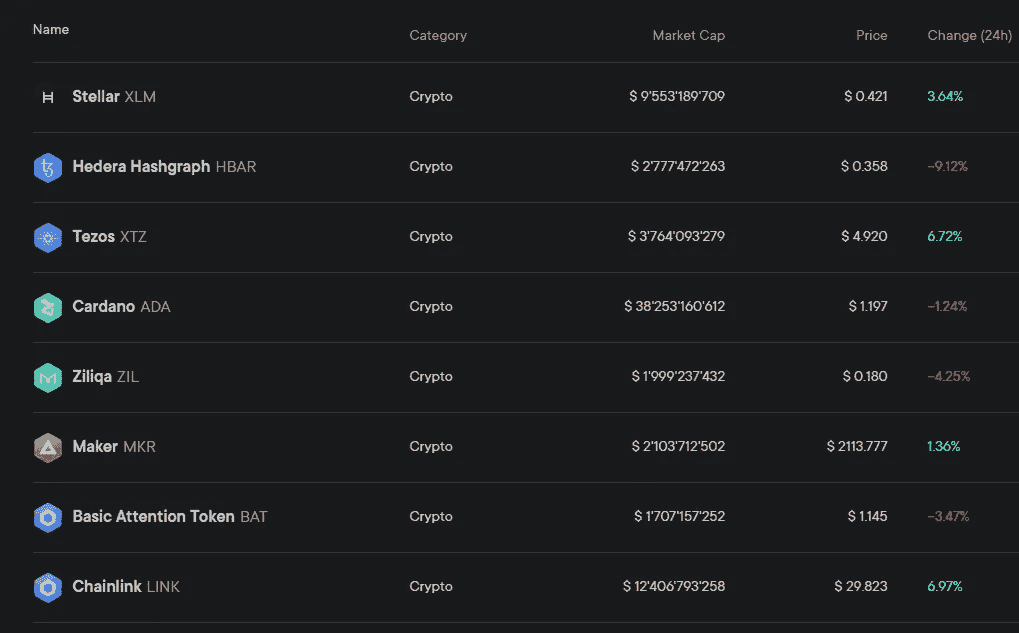 Name Category Market Cap Price Change (24h)
Stellar XLM Crypto $ 9'553'189'709 $ 0.421 3.64%
Hedera Hashgraph HBAR Crypto $ 2'777'472'263 $ 0.358 -9.12%
Tezos XTZ Crypto $ 3'764'093'279 $ 4.920 6.72%
Cardano ADA Crypto $ 38'253'160'612 $ 1.197 -1.24%
Ziliqa ZIL Crypto $ 1'999'237'432 $ 0.180 -4.25%
Maker MKR Crypto $ 2'103'712'502 $ 2113.777 1.36%
Basic Attention Token BAT Crypto $ 1'707'157'252 $ 1.145 -3.47%
Chainlink LINK Crypto $ 12'406'793'258 $ 29.823 6.97%